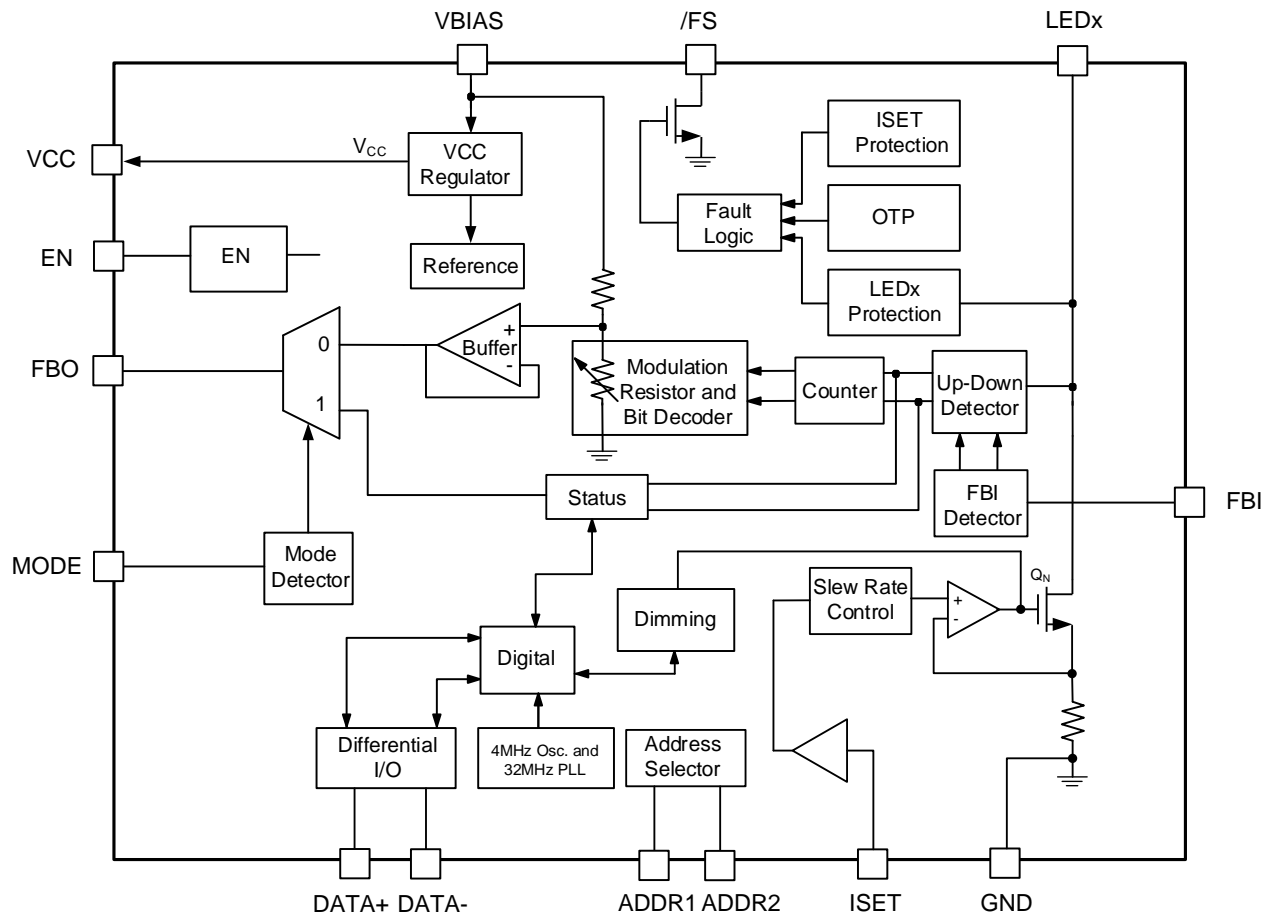 VBIAS
/FS
LEDx
VCC
VCC
VCC
Regulator
ISET
Protection
Fault
Logic
OTP
EN
EN
Reference
LEDx
Protection
FBO
0
1
+
Buffer
-
Modulation
Resistor and
Bit Decoder
Counter
Up-Down
Detector
Status
FBI
Detector
FBI
MODE
Mode
Detector
Slew Rate
Control
+
-
QN
Dimming
Digital
Differential
I/O
4MHz Osc. and
32MHz PLL
Address
Selector
DATA+
DATA-
ADDR1
ADDR2
ISET
GND